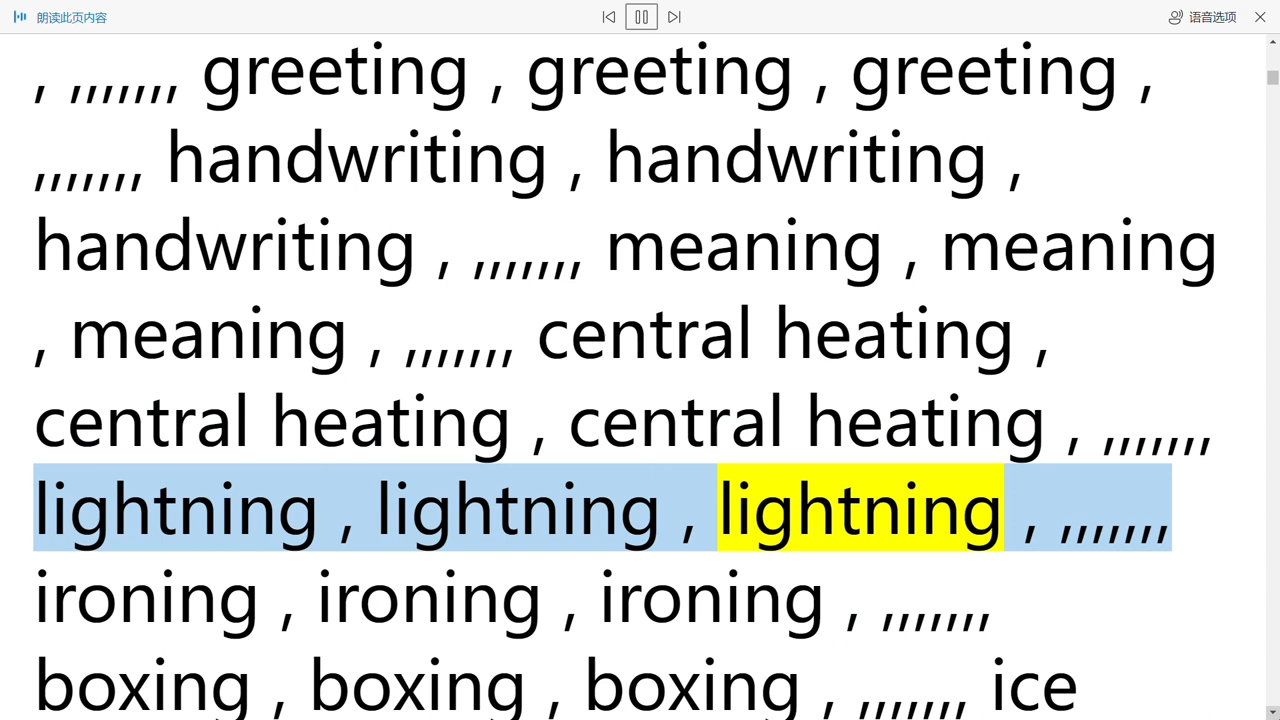 朗读此页内容
语音选项
, ,,,,,,, greeting , greeting , greeting ,
,,,,,,, handwriting , handwriting ,
handwriting , ,,,,,,, meaning , meaning
, meaning , ,,,,,,, central heating ,
central heating , central heating , ,,,,,,,
lightning , lightning , lightning , ,,,,,,,
ironing , ironing , ironing , ,,,,,,,
boxing , boxing , boxing , ,,,,,,, ice